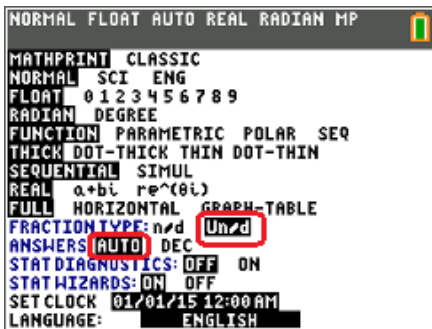 NORMAL FLOAT AUTO REAL RADIAN MP
MATHPRINT CLASSIC
NORMAL SCI ENG
FLOAT 0 1 2 3 4 5 6 7 8 9
RADIAN DEGREE
FUNCTION PARAMETRIC POLAR SEQ
THICK DOT-THICK THIN DOT-THIN
SEQUENTIAL SIMUL
REAL a+bi re^(θi)
FULL HORIZONTAL GRAPH-TABLE
FRACTION TYPE: n/d Un/d
ANSWERS: AUTO DEC
STAT DIAGNOSTICS: OFF ON
STAT WIZARDS: ON OFF
SET CLOCK 01/01/15 12:00 AM
LANGUAGE: ENGLISH